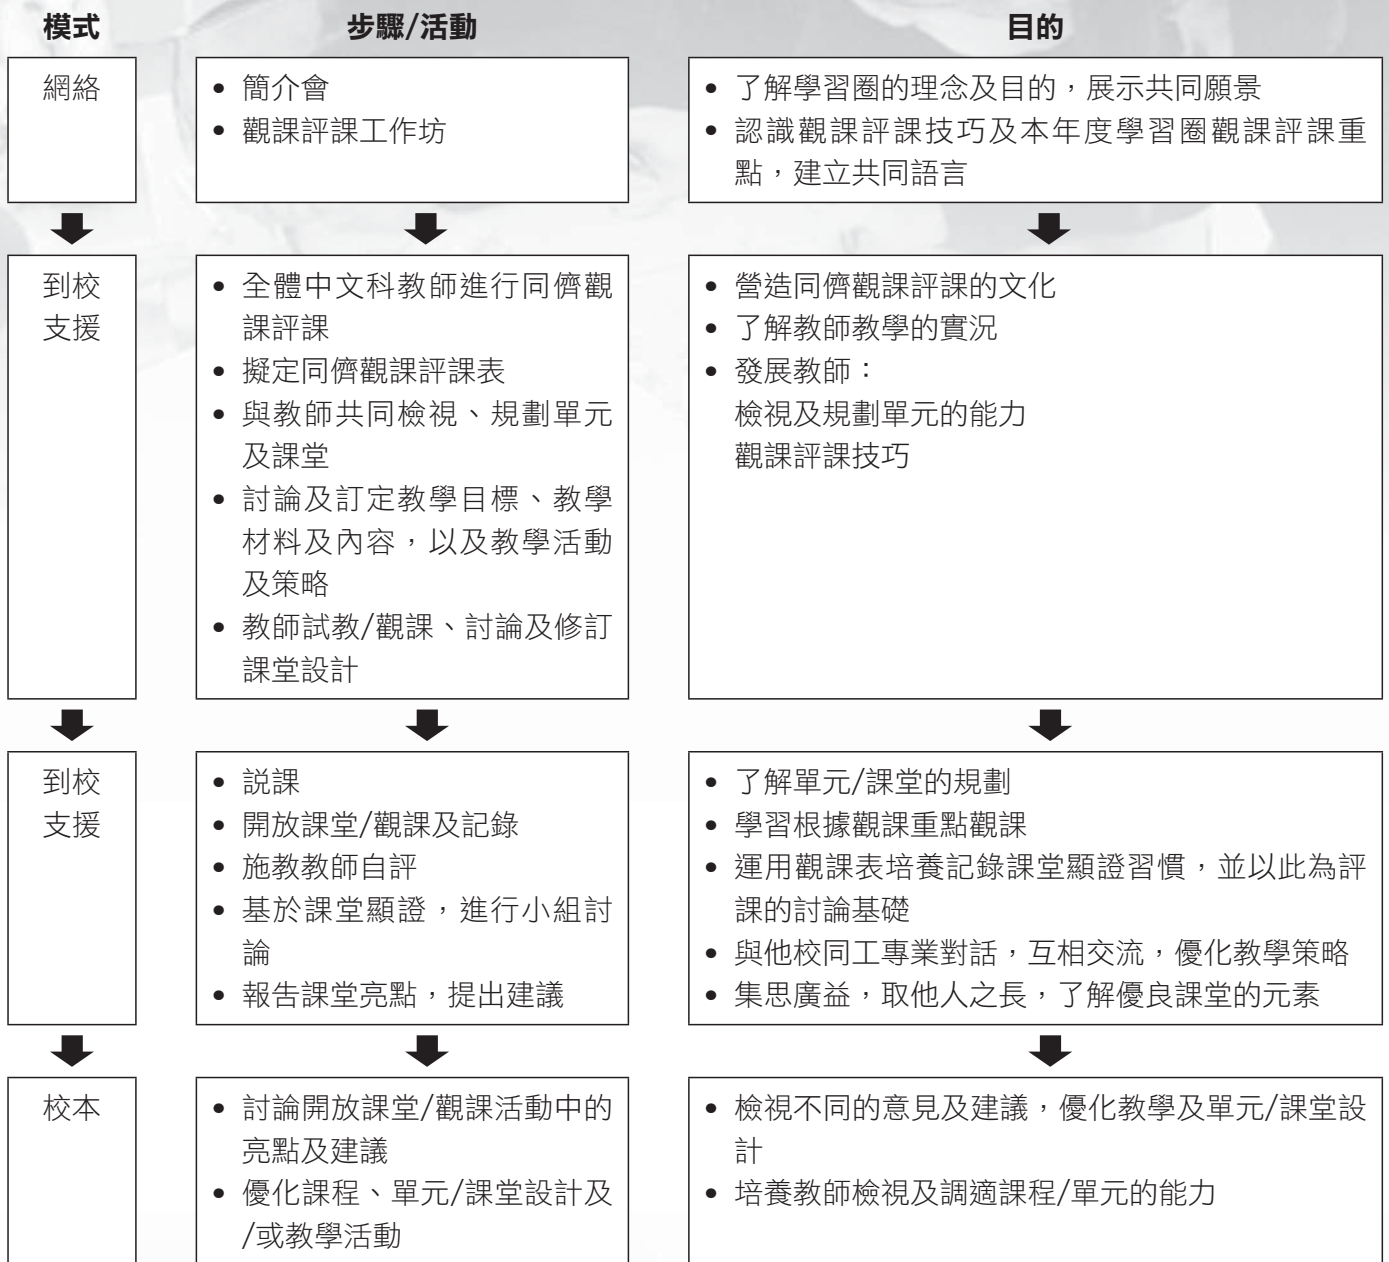 模式
步驟/活動
目的
網絡
• 簡介會
• 觀課評課工作坊
• 了解學習圈的理念及目的，展示共同願景
• 認識觀課評課技巧及本年度學習圈觀課評課重
點，建立共同語言
到校
支援
• 全體中文科教師進行同儕觀
課評課
• 擬定同儕觀課評課表
• 與教師共同檢視、規劃單元
及課堂
• 討論及訂定教學目標、教學
材料及內容，以及教學活動
及策略
• 教師試教/觀課、討論及修訂
課堂設計
• 營造同儕觀課評課的文化
• 了解教師教學的實況
• 發展教師：
檢視及規劃單元的能力
觀課評課技巧
到校
支援
• 説課
• 開放課堂/觀課及記錄
• 施教教師自評
• 基於課堂顯證，進行小組討
論
• 報告課堂亮點，提出建議
• 了解單元/課堂的規劃
• 學習根據觀課重點觀課
• 運用觀課表培養記錄課堂顯證習慣，並以此為評
課的討論基礎
• 與他校同工專業對話，互相交流，優化教學策略
• 集思廣益，取他人之長，了解優良課堂的元素
校本
• 討論開放課堂/觀課活動中的
亮點及建議
• 優化課程、單元/課堂設計及
/或教學活動
• 檢視不同的意見及建議，優化教學及單元/課堂設
計
• 培養教師檢視及調適課程/單元的能力